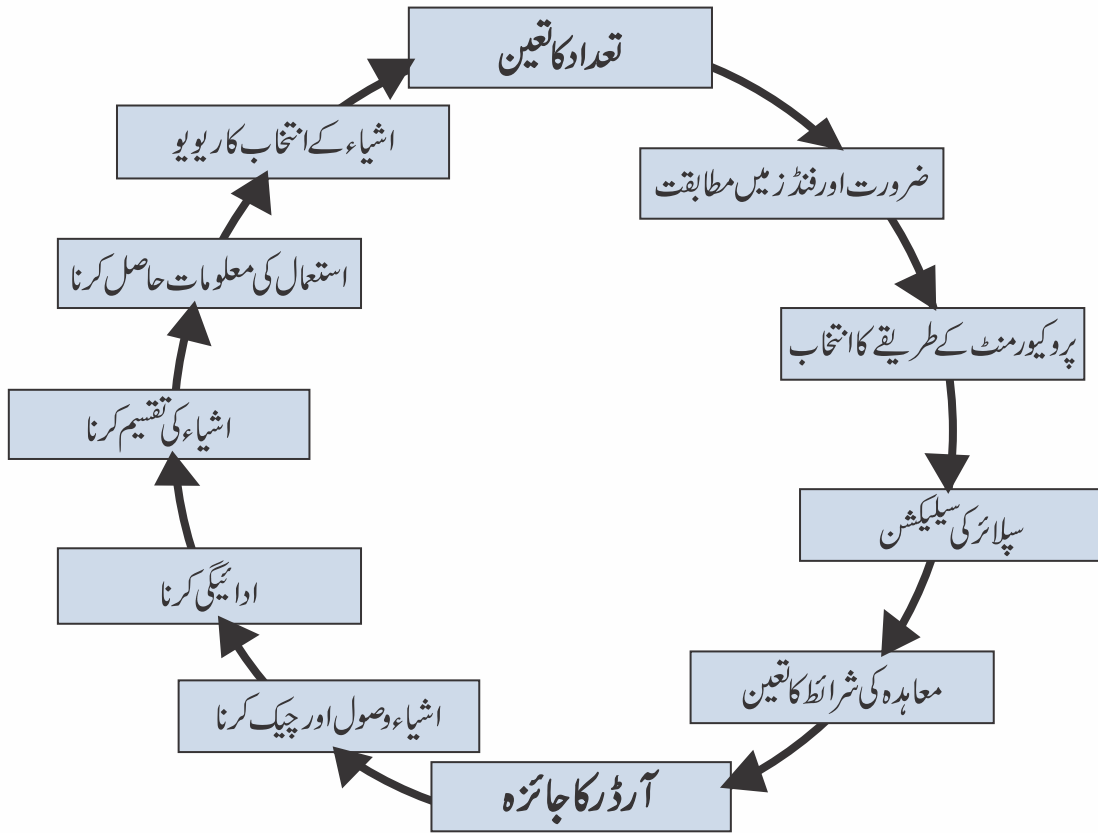 تعداد کا تعین
ضرورت اور فنڈز میں مطابقت
پروکیورمنٹ کے طریقے کا انتخاب
سپلائر کی سیلیکشن
معاہدہ کی شرائط کا تعین
آرڈر کا جائزہ
اشیاء وصول اور چیک کرنا
ادائیگی کرنا
اشیاء کی تقسیم کرنا
استعمال کی معلومات حاصل کرنا
اشیاء کے انتخاب کا ریویو